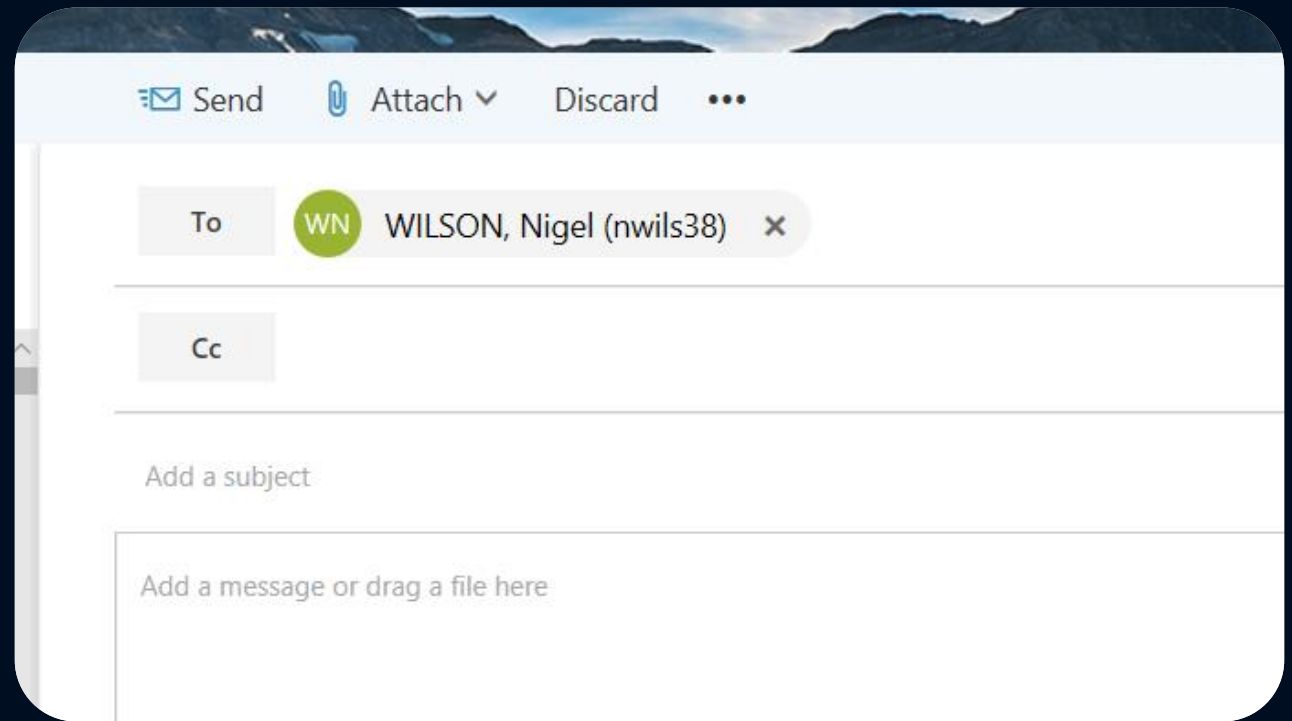 Send Attach Discard •••
To WN WILSON, Nigel (nwils38) ×
Cc
Add a subject
Add a message or drag a file here